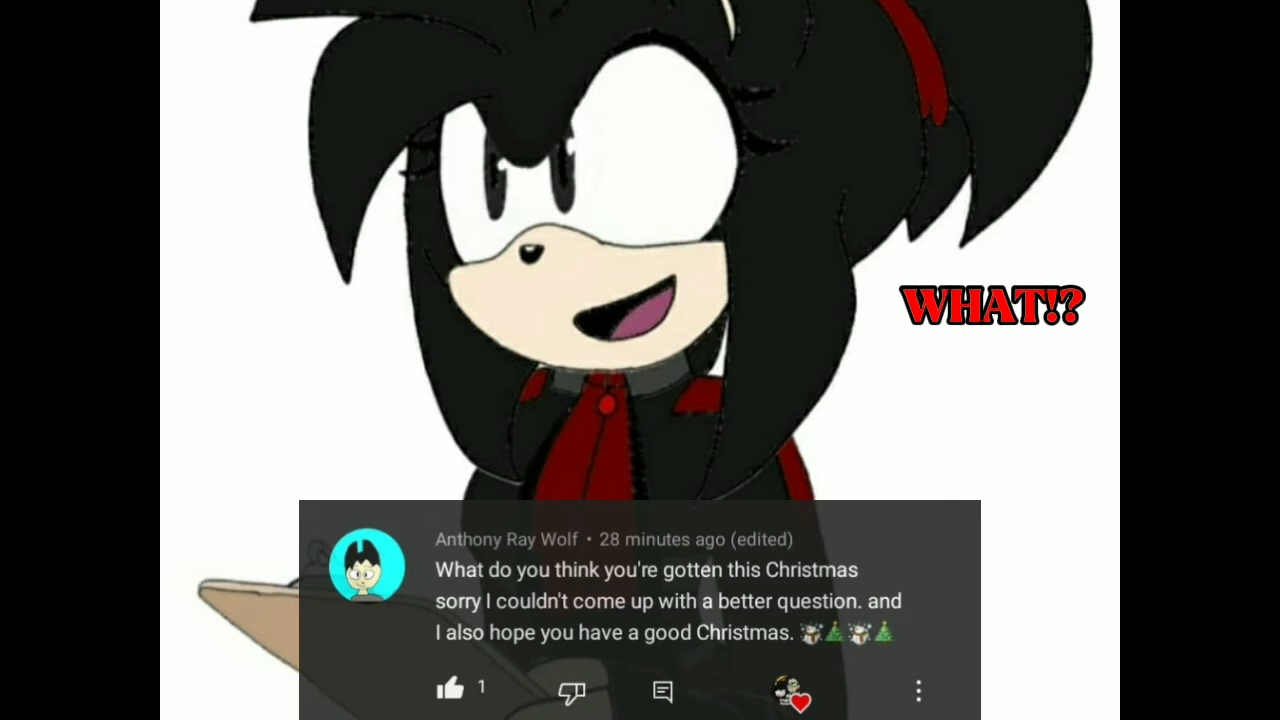 WHAT!?
Anthony Ray Wolf • 28 minutes ago (edited)
What do you think you're gotten this Christmas
sorry I couldn't come up with a better question. and
I also hope you have a good Christmas. ☃️🎄☃️🎄
1